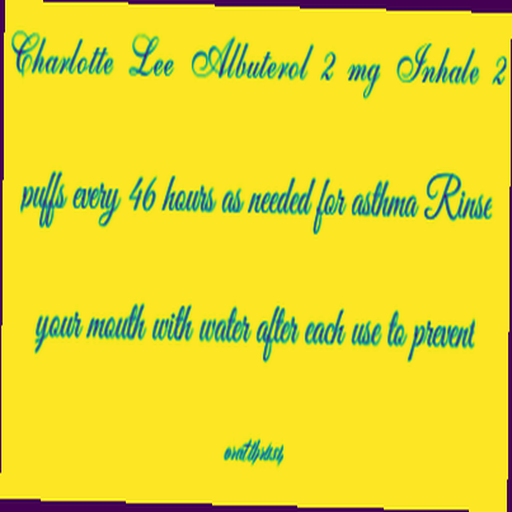 Charlotte Lee Albuterol 2 mg Inhale 2
puffs every 46 hours as needed for asthma Rinse
your mouth with water after each use to prevent